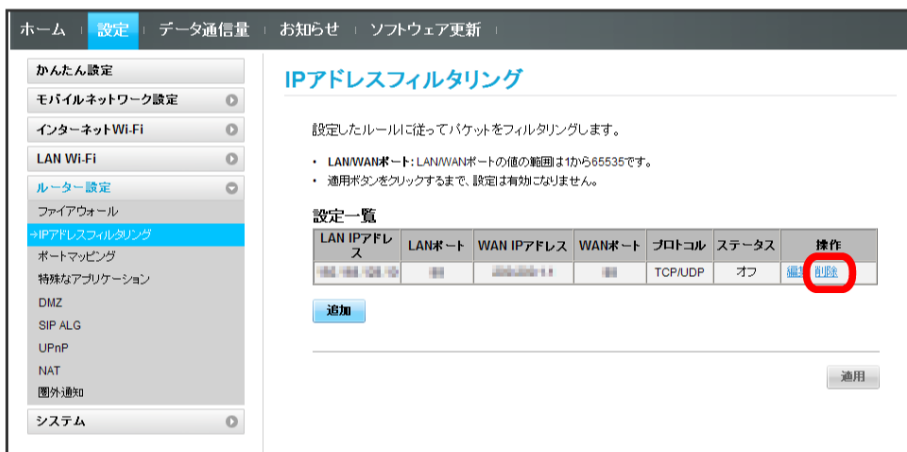 ホーム 設定 データ通信量 お知らせ ソフトウェア更新
かんたん設定
モバイルネットワーク設定
インターネットWi-Fi
LAN Wi-Fi
ルーター設定
ファイアウォール
→IPアドレスフィルタリング
ポートマッピング
特殊なアプリケーション
DMZ
SIP ALG
UPnP
NAT
圏外通知
システム
IPアドレスフィルタリング
設定したルールに従ってパケットをフィルタリングします。
・ LAN/WANポート: LAN/WANポートの値の範囲は1から65535です。
・ 適用ボタンをクリックするまで、設定は有効になりません。
設定一覧
LAN IPアドレス LANポート WAN IPアドレス WANポート プロトコル ステータス 操作
TCP/UDP オフ 編集 削除
追加
適用